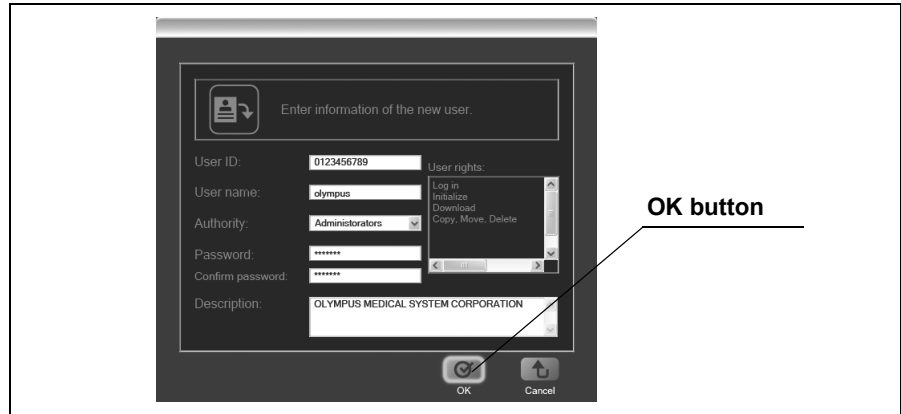 Enter information of the new user.
User ID:
0123456789
User rights:
User name:
olympus
Log in
Initialize
Download
Copy, Move, Delete
Authority:
Administorators
Password:
*******
Confirm password:
*******
Description:
OLYMPUS MEDICAL SYSTEM CORPORATION
OK
Cancel
OK button